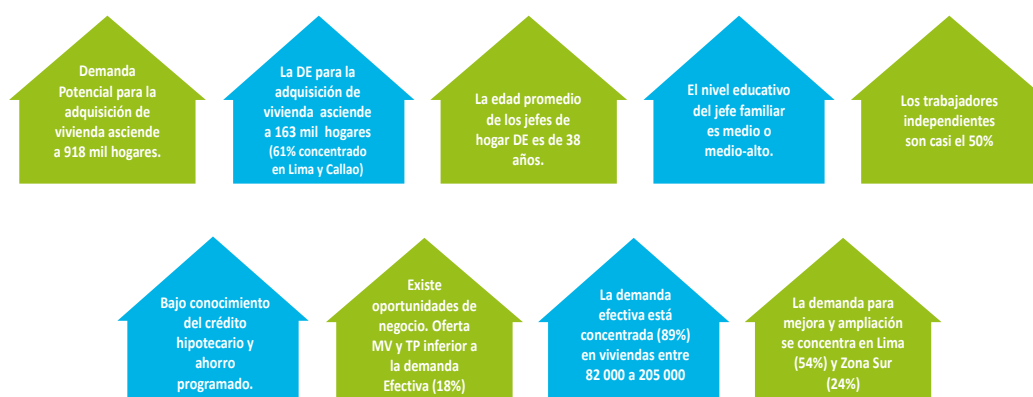 Demanda
Potencial para la
adquisición de
vivienda asciende
a 918 mil hogares.
La DE para la
adquisición de
vivienda asciende
a 163 mil hogares
(61% concentrado
en Lima y Callao)
La edad promedio
de los jefes de
hogar DE es de 38
años.
El nivel educativo
del jefe familiar
es medio o
medio-alto.
Los trabajadores
independientes
son casi el 50%
Bajo conocimiento
del crédito
hipotecario y
ahorro
programado.
Existe
oportunidades de
negocio. Oferta
MV y TP inferior a
la demanda
Efectiva (18%)
La demanda
efectiva está
concentrada (89%)
en viviendas entre
82 000 a 205 000
La demanda para
mejora y ampliación
se concentra en Lima
(54%) y Zona Sur
(24%)